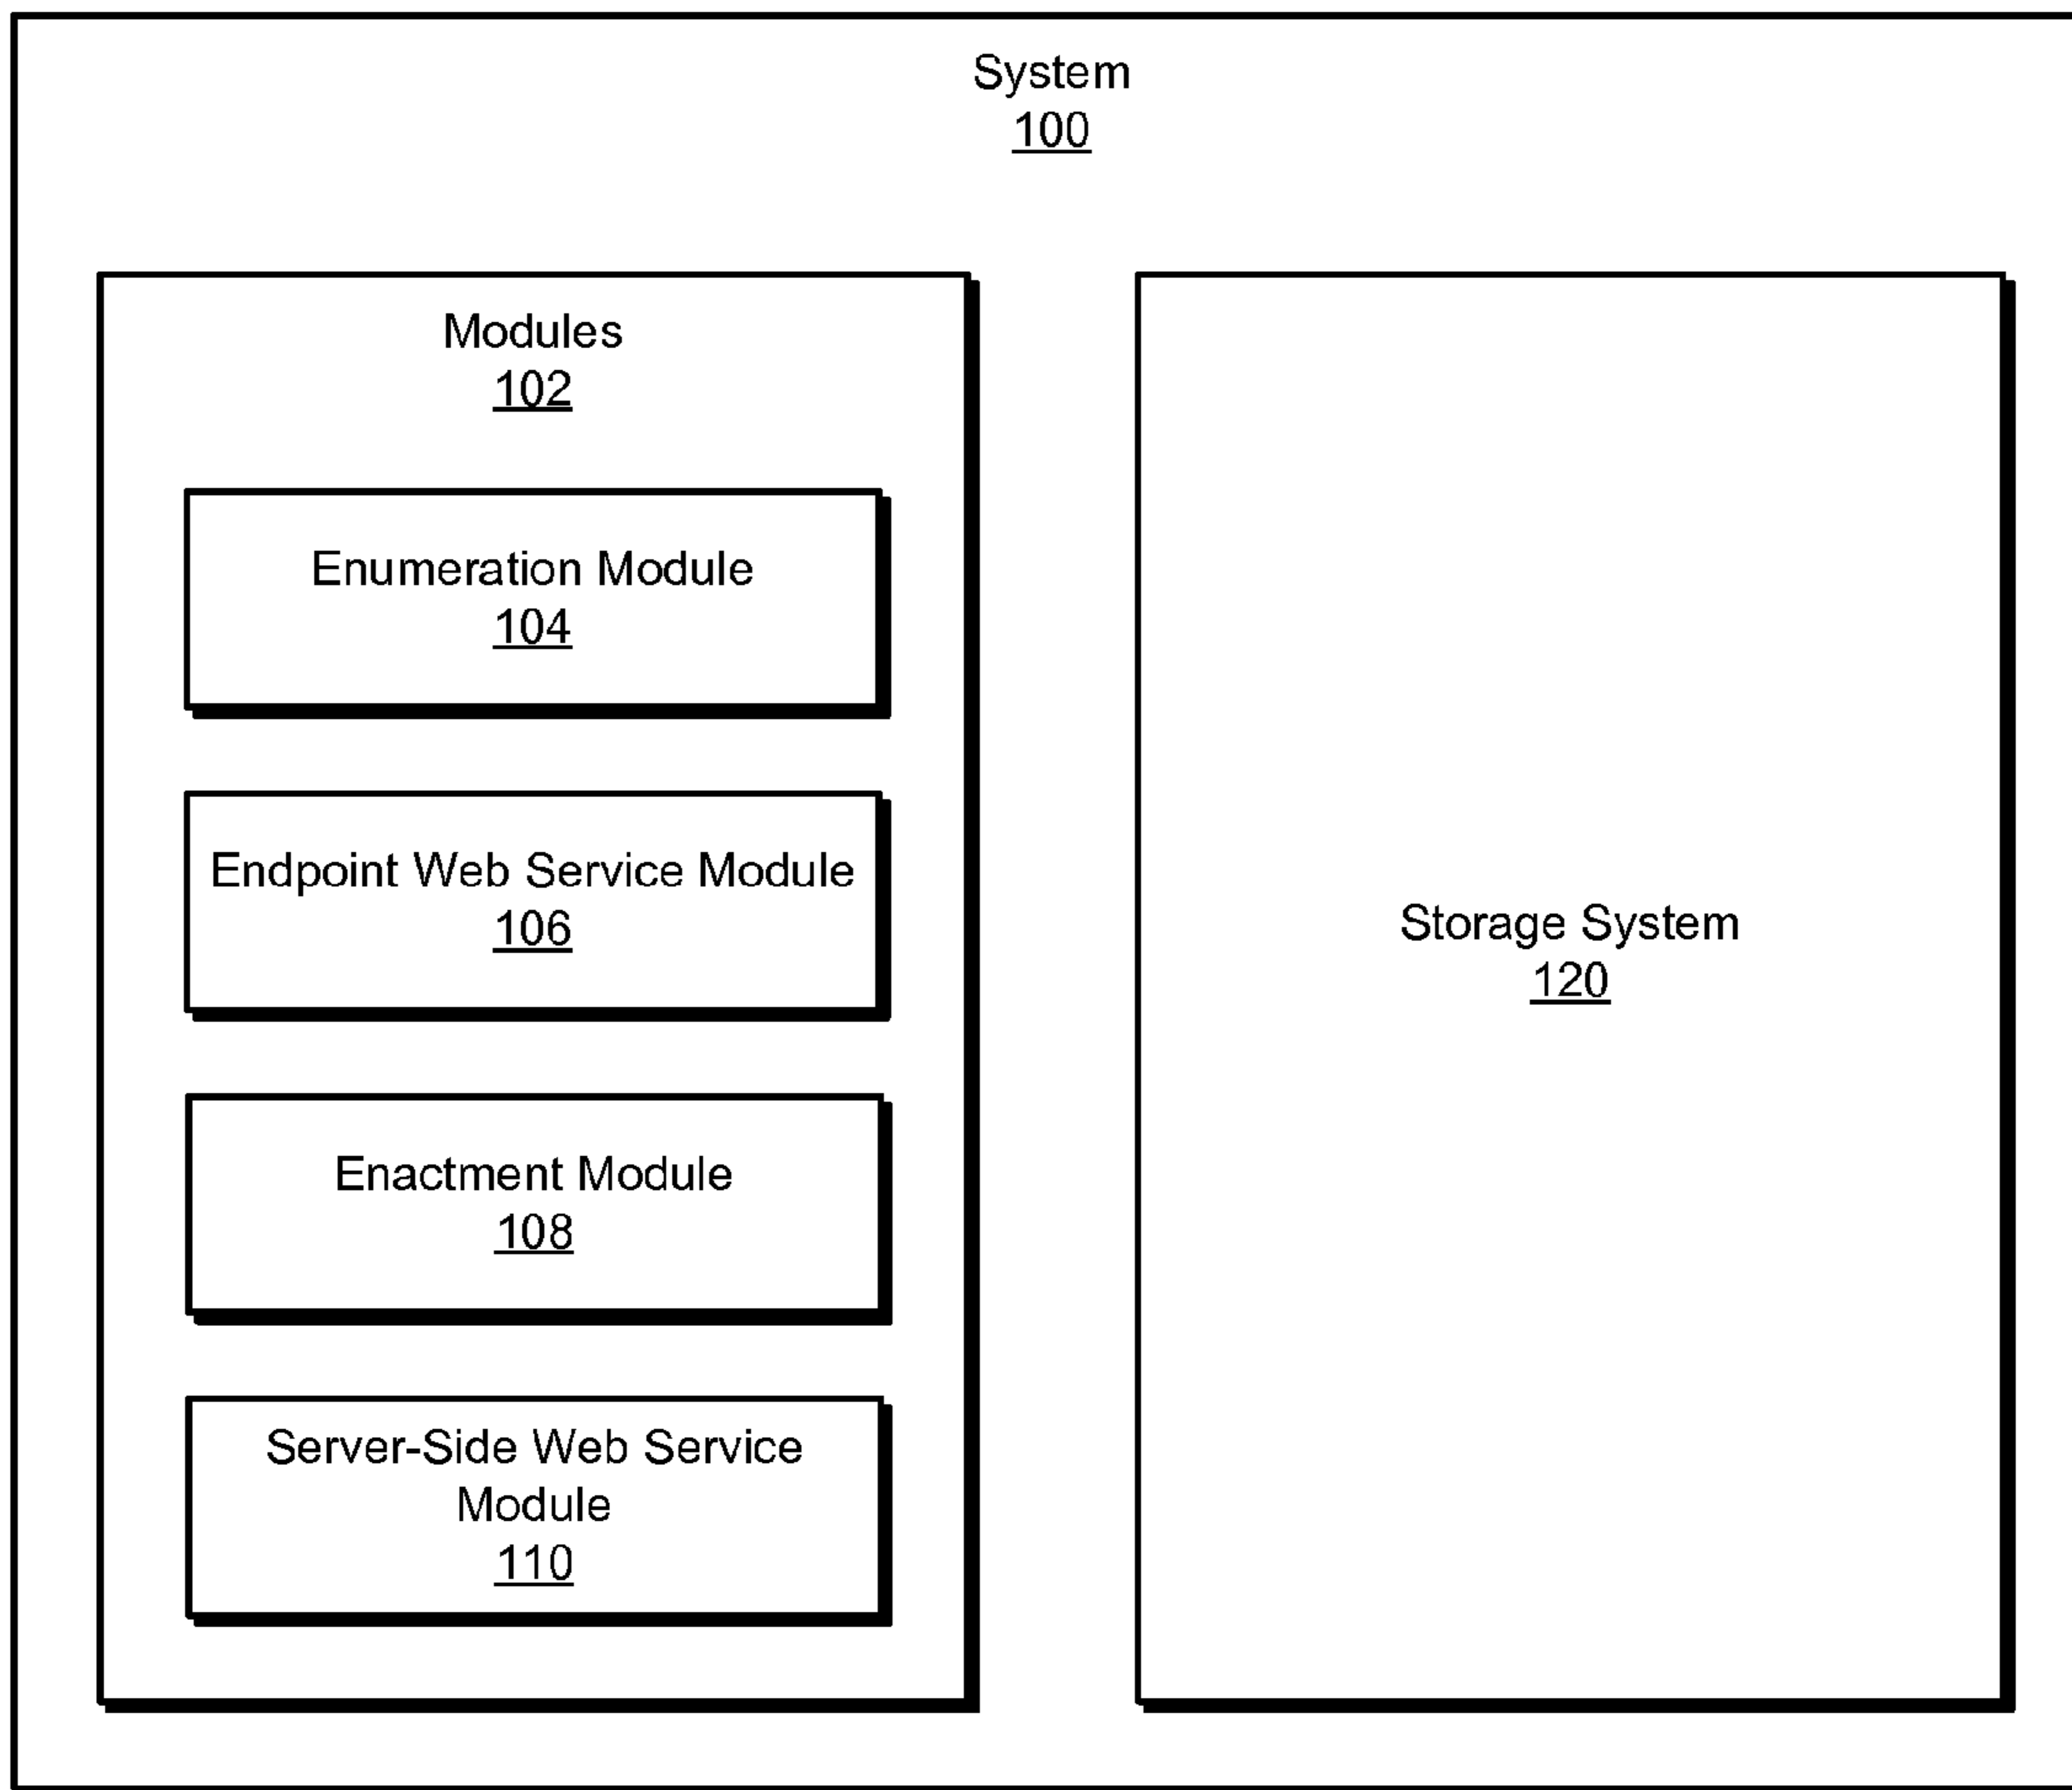 System
100
Modules
102
Enumeration Module
104
Endpoint Web Service Module
106
Enactment Module
108
Server-Side Web Service
Module
110
Storage System
120